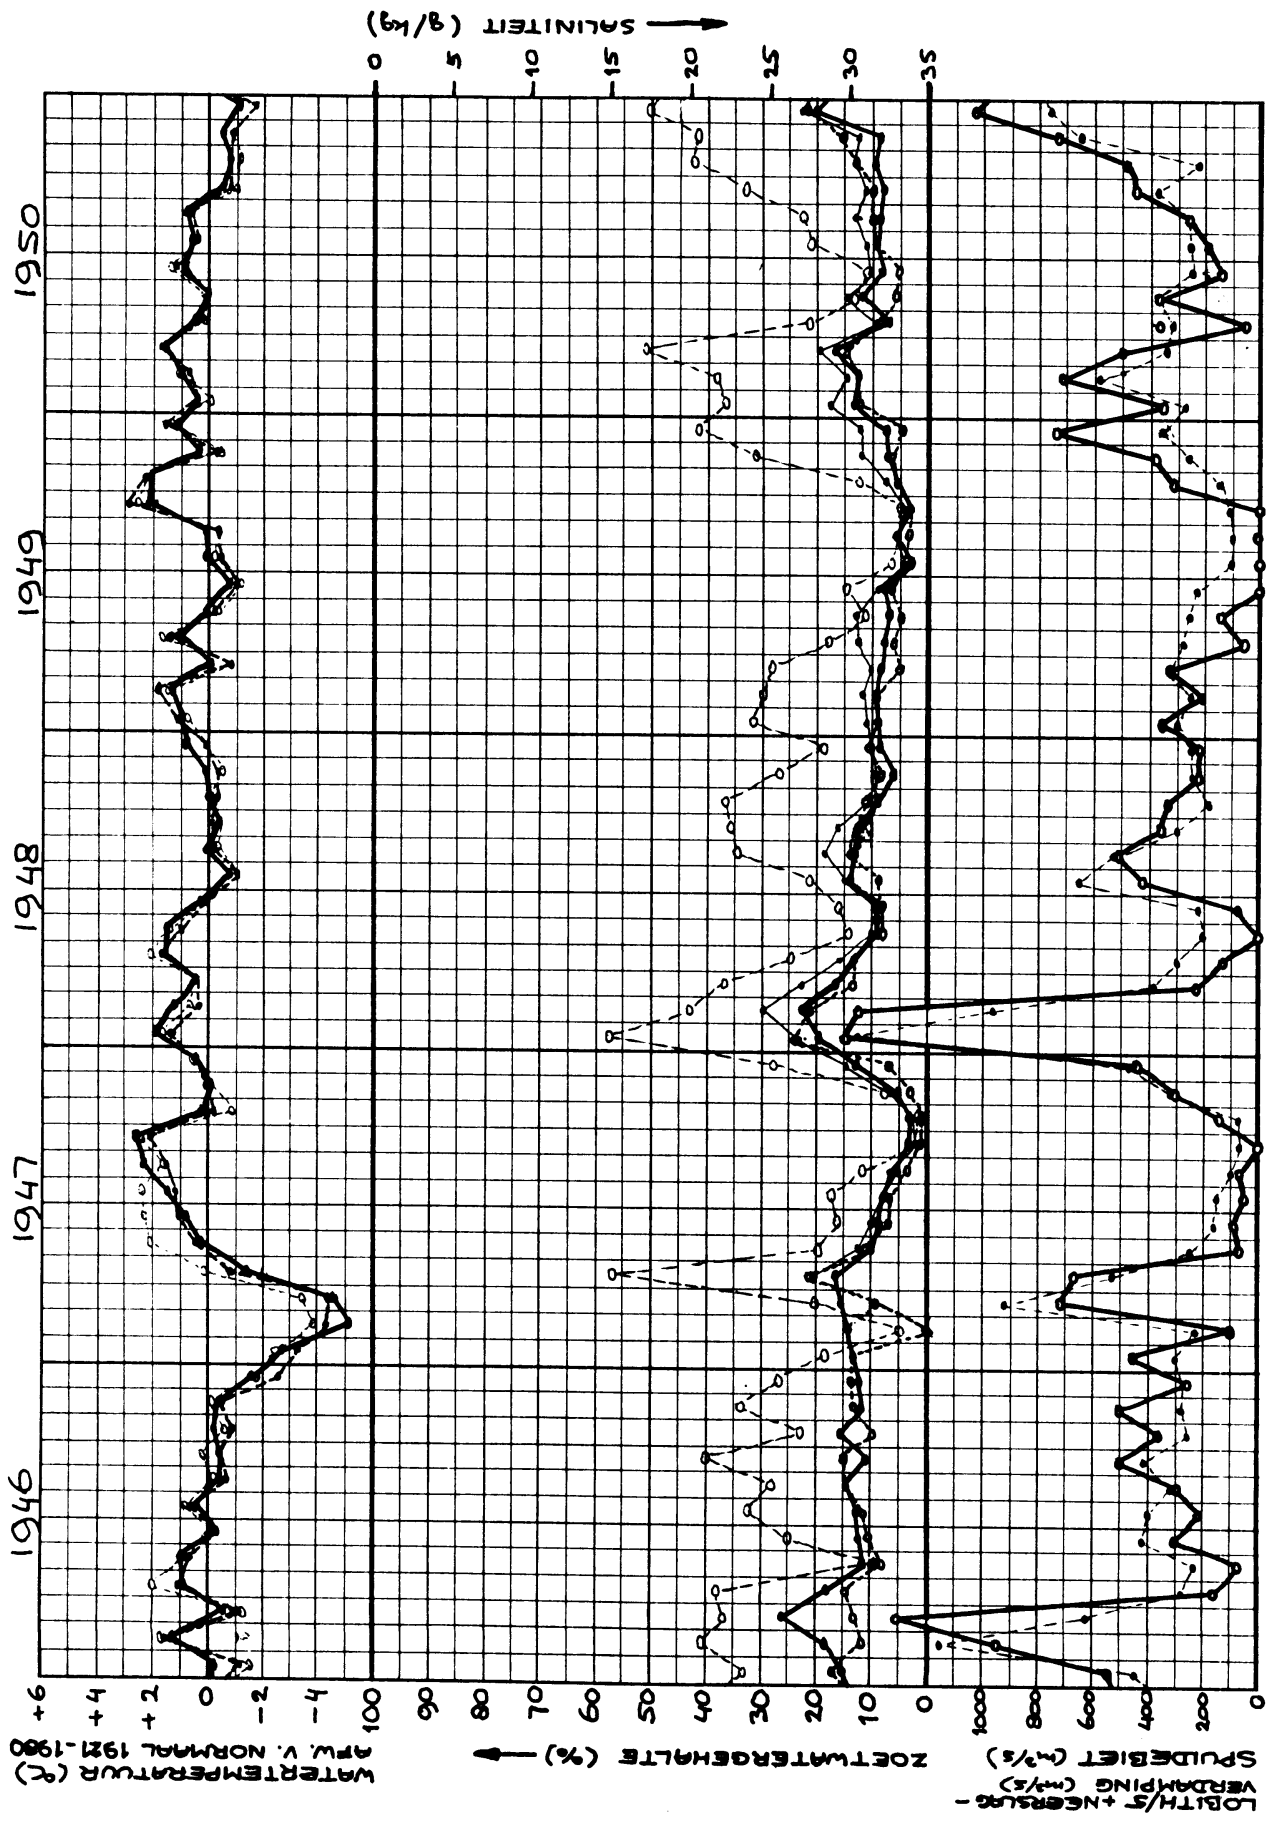 SALINITEIT (g/kg)
0 5 10 15 20 25 30 35
1946 1947 1948 1949 1950
WATERTEMPERATUUR (°C)
AFW. V. NORMAAL 1921-1980
+6
+4
+2
0
-2
-4
ZOETWATERGEHALTE (%)
100
90
80
70
60
50
40
30
20
10
0
LOBITH/5 + NEERSLAG -
VERDAMPING (m³/s)
SPUIDEBIET (m³/s)
1000
800
600
400
200
0